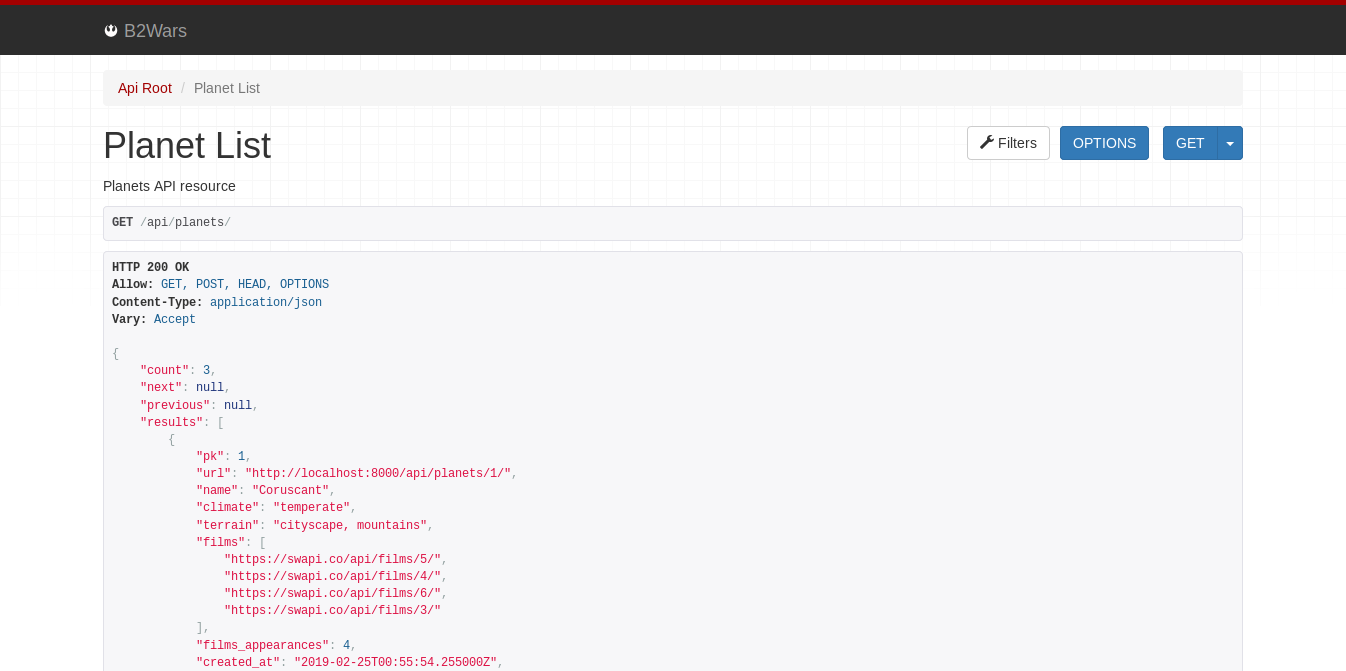 B2Wars
Api Root / Planet List
Planet List
Filters
OPTIONS
GET
Planets API resource
GET /api/planets/
HTTP 200 OK
Allow: GET, POST, HEAD, OPTIONS
Content-Type: application/json
Vary: Accept
{
    "count": 3,
    "next": null,
    "previous": null,
    "results": [
        {
            "pk": 1,
            "url": "http://localhost:8000/api/planets/1/",
            "name": "Coruscant",
            "climate": "temperate",
            "terrain": "cityscape, mountains",
            "films": [
                "https://swapi.co/api/films/5/",
                "https://swapi.co/api/films/4/",
                "https://swapi.co/api/films/6/",
                "https://swapi.co/api/films/3/"
            ],
            "films_appearances": 4,
            "created_at": "2019-02-25T00:55:54.255000Z",